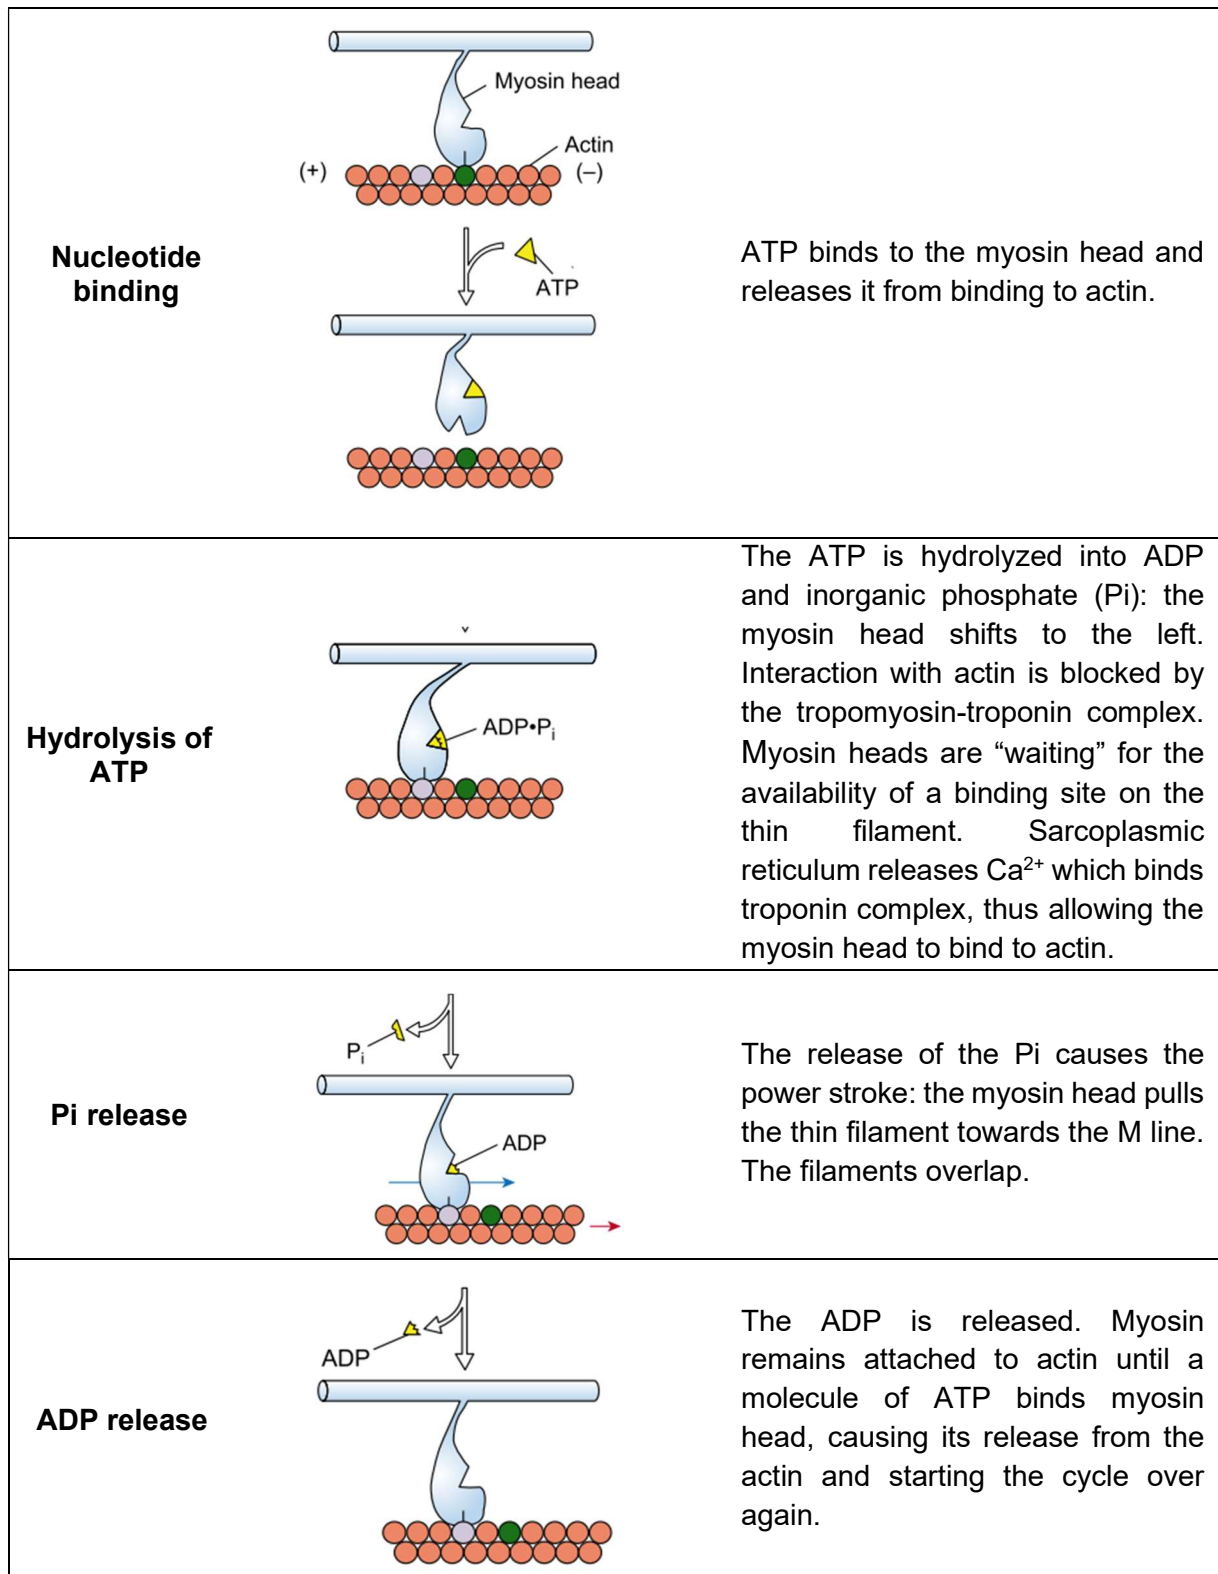 Myosin head
Actin
(+)
(–)
Nucleotide
binding
ATP
ATP binds to the myosin head and
releases it from binding to actin.
Hydrolysis of
ATP
ADP•Pi
The ATP is hydrolyzed into ADP
and inorganic phosphate (Pi): the
myosin head shifts to the left.
Interaction with actin is blocked by
the tropomyosin-troponin complex.
Myosin heads are “waiting” for the
availability of a binding site on the
thin filament. Sarcoplasmic
reticulum releases Ca²⁺ which binds
troponin complex, thus allowing the
myosin head to bind to actin.
Pi release
Pi
ADP
The release of the Pi causes the
power stroke: the myosin head pulls
the thin filament towards the M line.
The filaments overlap.
ADP release
ADP
The ADP is released. Myosin
remains attached to actin until a
molecule of ATP binds myosin
head, causing its release from the
actin and starting the cycle over
again.